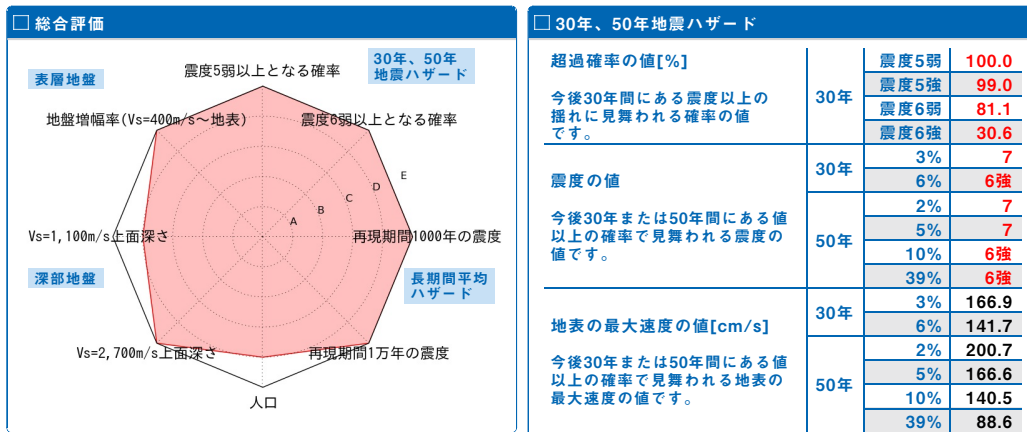 □ 総合評価
表層地盤
震度5弱以上となる確率
30年、50年
地震ハザード
地盤増幅率(Vs=400m/s～地表)
震度6弱以上となる確率
E
D
C
B
A
Vs=1,100m/s上面深さ
再現期間1000年の震度
深部地盤
長期間平均
ハザード
Vs=2,700m/s上面深さ
再現期間1万年の震度
人口
□ 30年、50年地震ハザード
超過確率の値[%]
今後30年間にある震度以上の
揺れに見舞われる確率の値
です。
30年
震度5弱 100.0
震度5強 99.0
震度6弱 81.1
震度6強 30.6
震度の値
今後30年または50年間にある値
以上の確率で見舞われる震度の
値です。
30年
3% 7
6% 6強
50年
2% 7
5% 7
10% 6強
39% 6強
地表の最大速度の値[cm/s]
今後30年または50年間にある値
以上の確率で見舞われる地表の
最大速度の値です。
30年
3% 166.9
6% 141.7
50年
2% 200.7
5% 166.6
10% 140.5
39% 88.6